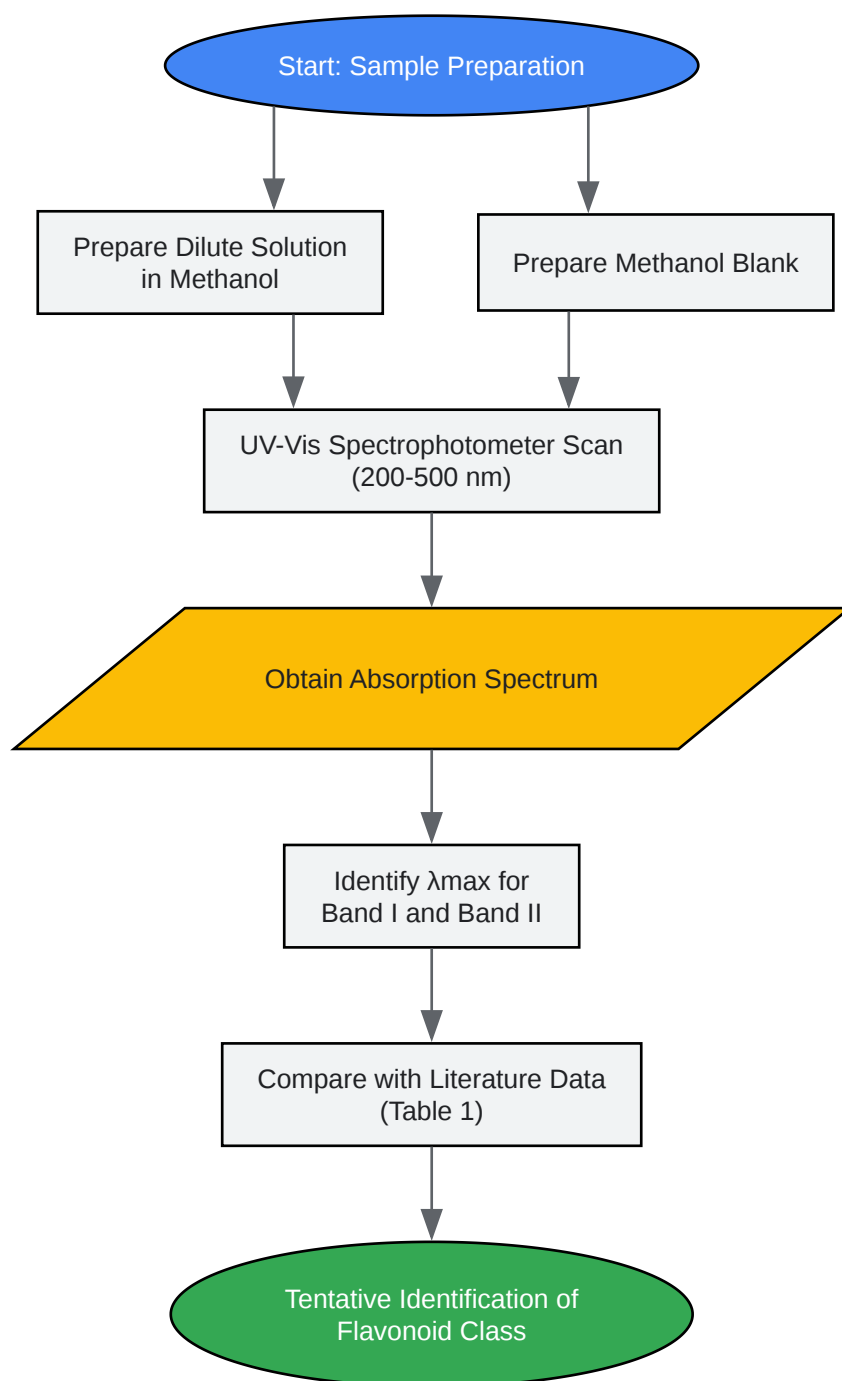 Start: Sample Preparation
Prepare Dilute Solution
in Methanol
Prepare Methanol Blank
UV-Vis Spectrophotometer Scan
(200-500 nm)
Obtain Absorption Spectrum
Identify λmax for
Band I and Band II
Compare with Literature Data
(Table 1)
Tentative Identification of
Flavonoid Class